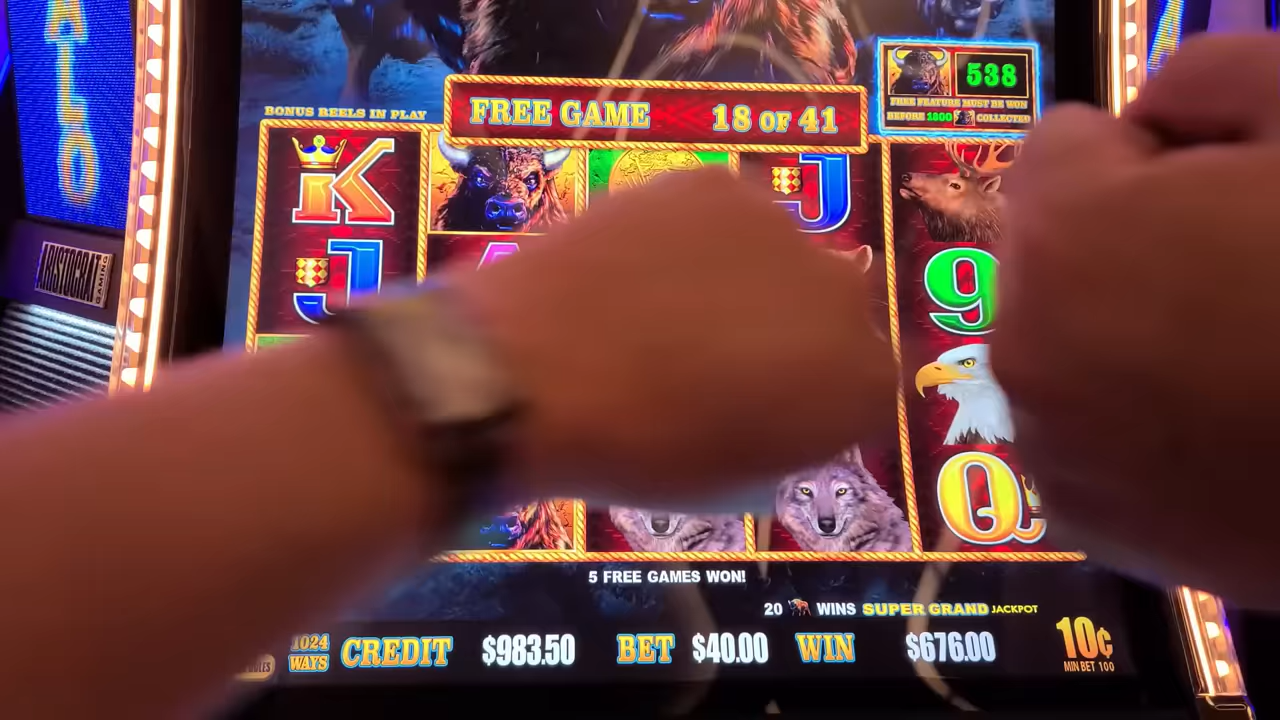 BONUS REELS IN PLAY
FREE GAME 18 OF 41
538
FREE FEATURE MUST BE WON
BEFORE 1800 COLLECTED
K
J
J
9
Q
ARISTOCRAT
GAMING
5 FREE GAMES WON!
20 WINS SUPER GRAND JACKPOT
1024
WAYS
CREDIT $983.50 BET $40.00 WIN $676.00
10¢
MIN BET 100